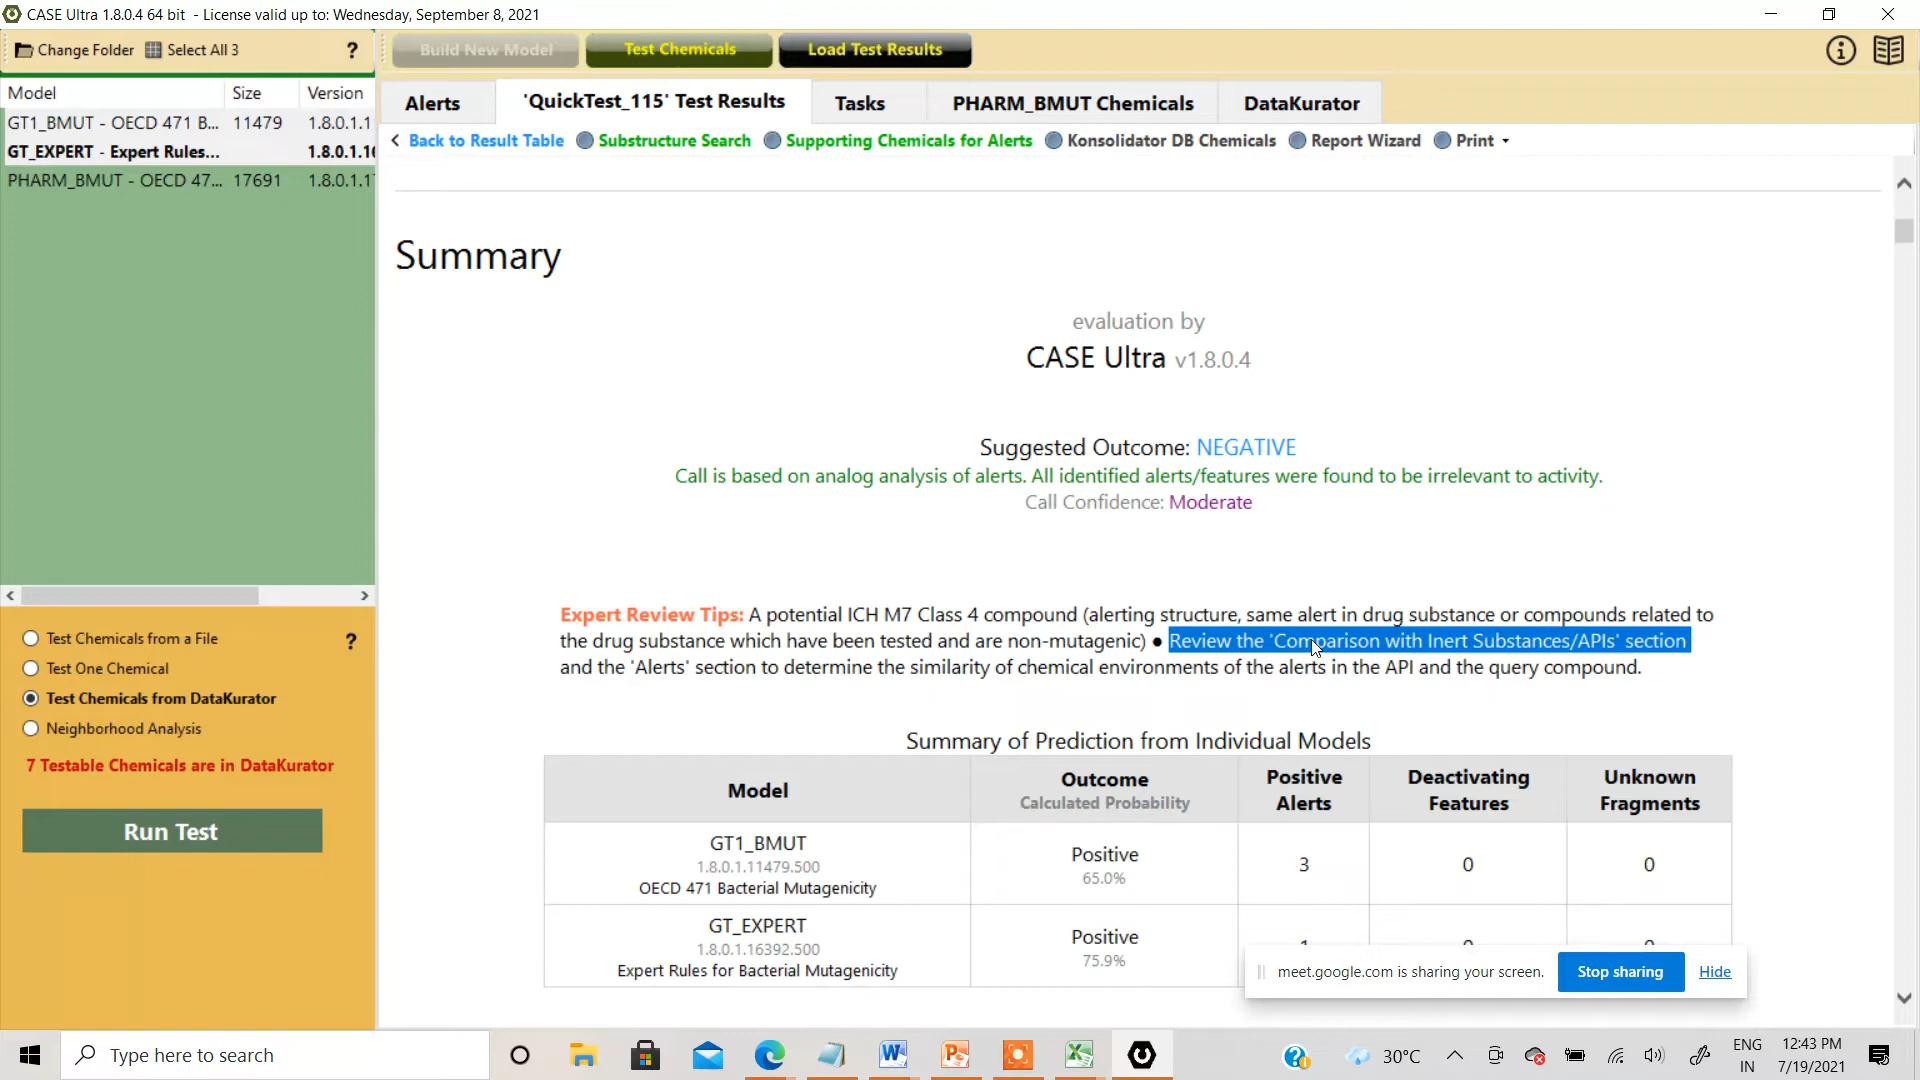 CASE Ultra 1.8.0.4 64 bit - License valid up to: Wednesday, September 8, 2021
Change Folder Select All 3 ?
Build New Model Test Chemicals Load Test Results
Model Size Version
GT1_BMUT - OECD 471 B... 11479 1.8.0.1.1
GT_EXPERT - Expert Rules... 1.8.0.1.16
PHARM_BMUT - OECD 47... 17691 1.8.0.1.1
Alerts 'QuickTest_115' Test Results Tasks PHARM_BMUT Chemicals DataKurator
Back to Result Table Substructure Search Supporting Chemicals for Alerts Konsolidator DB Chemicals Report Wizard Print
Summary
evaluation by
CASE Ultra v1.8.0.4
Suggested Outcome: NEGATIVE
Call is based on analog analysis of alerts. All identified alerts/features were found to be irrelevant to activity.
Call Confidence: Moderate
Expert Review Tips: A potential ICH M7 Class 4 compound (alerting structure, same alert in drug substance or compounds related to
the drug substance which have been tested and are non-mutagenic) ● Review the 'Comparison with Inert Substances/APIs' section
and the 'Alerts' section to determine the similarity of chemical environments of the alerts in the API and the query compound.
Summary of Prediction from Individual Models
Model Outcome Calculated Probability Positive Alerts Deactivating Features Unknown Fragments
GT1_BMUT
1.8.0.1.11479.500
OECD 471 Bacterial Mutagenicity
Positive
65.0%
3 0 0
GT_EXPERT
1.8.0.1.16392.500
Expert Rules for Bacterial Mutagenicity
Positive
75.9%
Test Chemicals from a File ?
Test One Chemical
Test Chemicals from DataKurator
Neighborhood Analysis
7 Testable Chemicals are in DataKurator
Run Test
meet.google.com is sharing your screen. Stop sharing Hide
Type here to search
30°C
ENG
IN
12:43 PM
7/19/2021